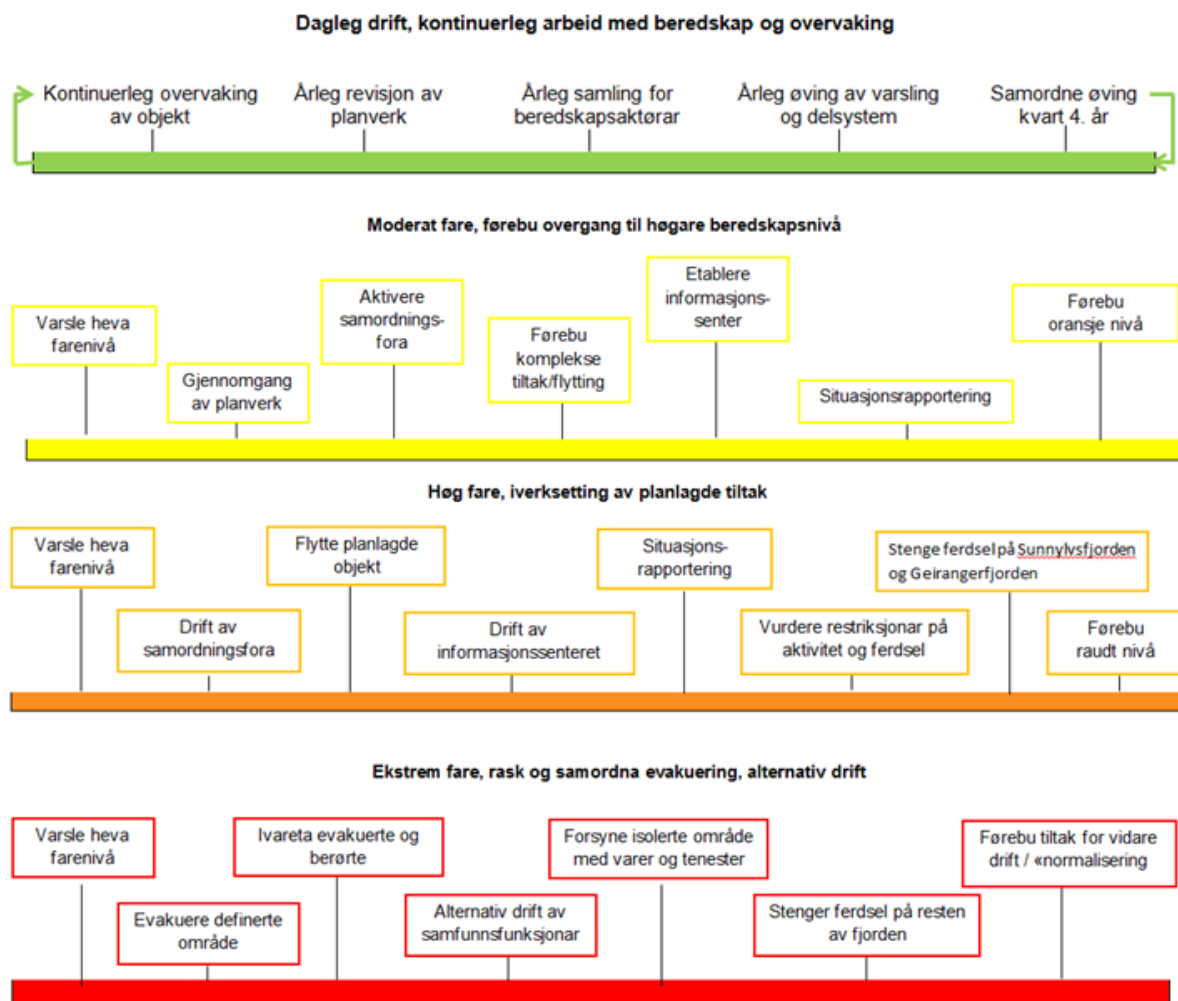 Dagleg drift, kontinuerleg arbeid med beredskap og overvaking
Kontinuerleg overvaking
av objekt
Årleg revisjon av
planverk
Årleg samling for
beredskapsaktørar
Årleg øving av varsling
og delsystem
Samordne øving
kvart 4. år
Moderat fare, førebu overgang til høgare beredskapsnivå
Varsle heva
farenivå
Gjennomgang
av planverk
Aktivere
samordnings-
fora
Førebu
komplekse
tiltak/flytting
Etablere
informasjons-
senter
Situasjonsrapportering
Førebu
oransje nivå
Høg fare, iverksetting av planlagde tiltak
Varsle heva
farenivå
Drift av
samordningsfora
Flytte planlagde
objekt
Drift av
informasjonssenteret
Situasjons-
rapportering
Vurdere restriksjonar på
aktivitet og ferdsel
Stenge ferdsel på Sunnylvsfjorden
og Geirangerfjorden
Førebu
raudt nivå
Ekstrem fare, rask og samordna evakuering, alternativ drift
Varsle heva
farenivå
Evakuere definerte
område
Ivareta evakuerte og
berørte
Alternativ drift av
samfunnsfunksjonar
Forsyne isolerte område
med varer og tenester
Stenger ferdsel på resten
av fjorden
Førebu tiltak for vidare
drift / «normalisering